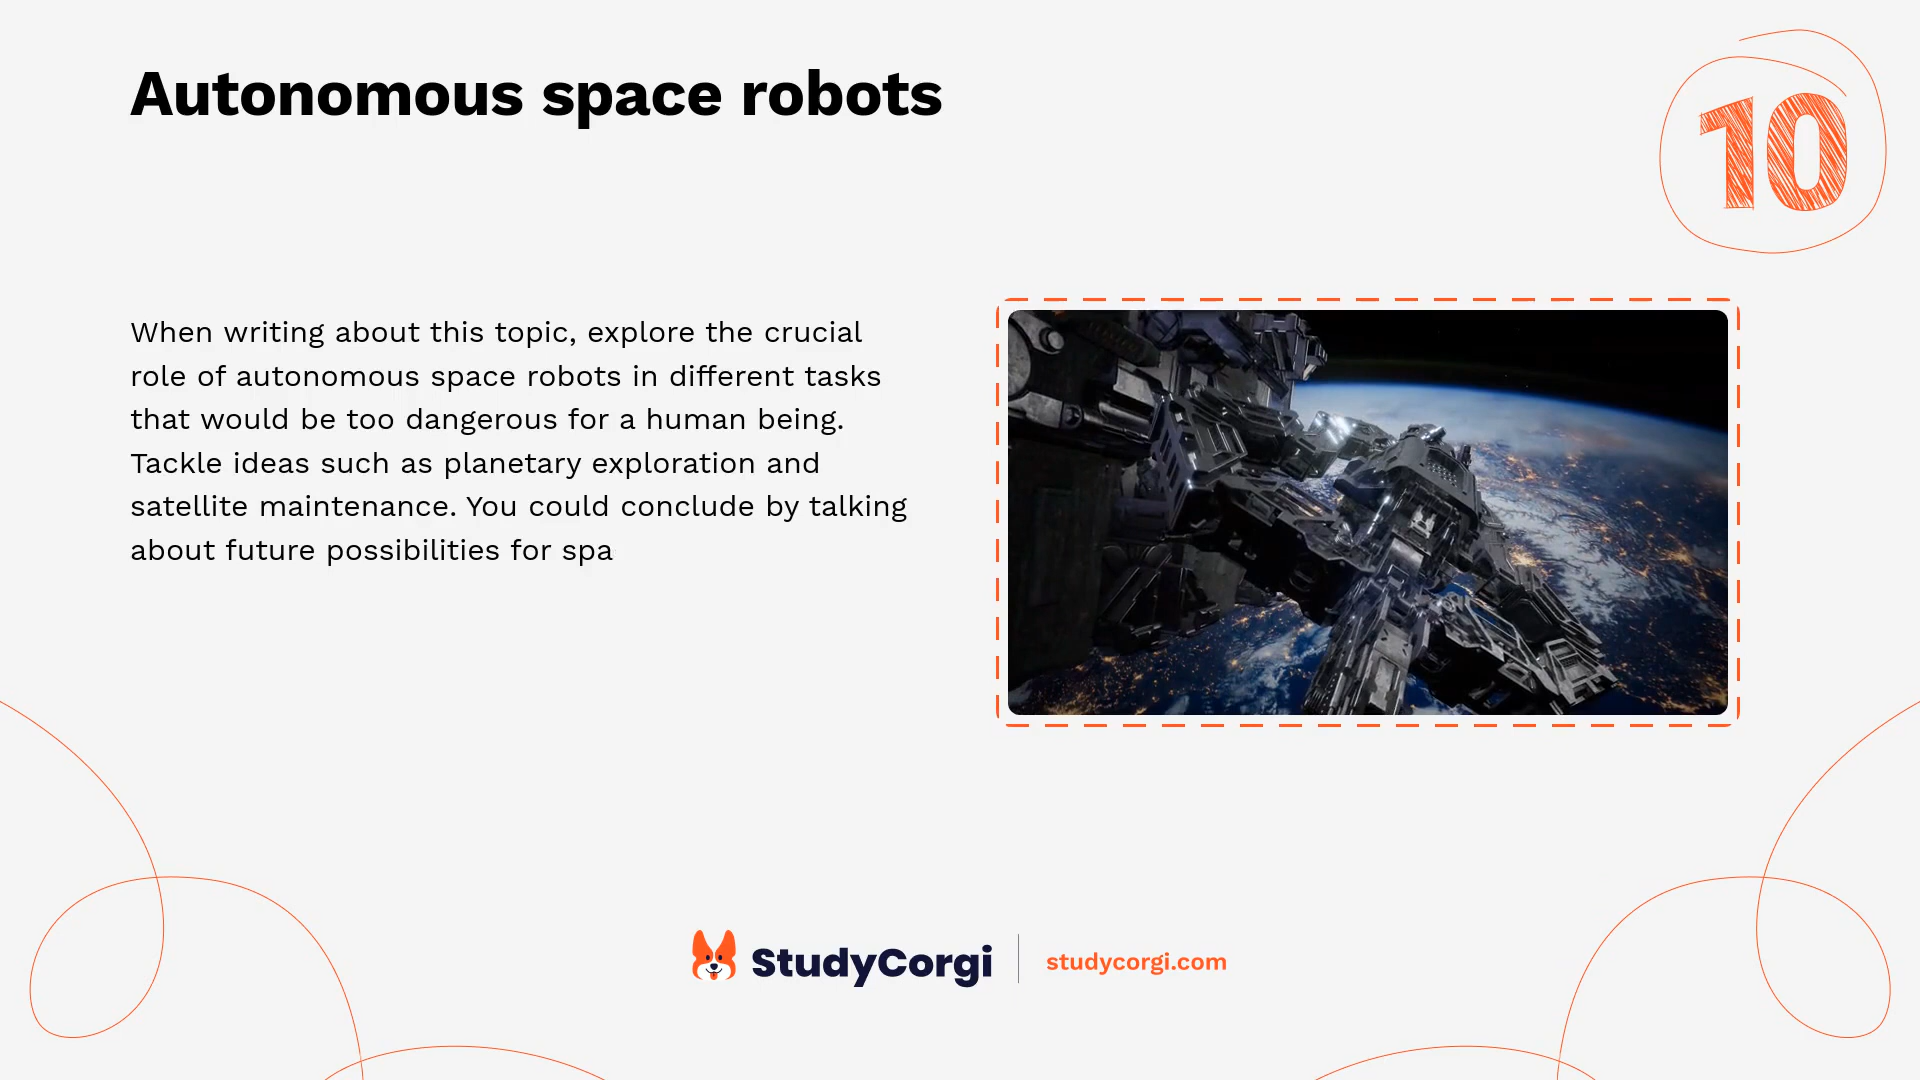 Autonomous space robots
10
When writing about this topic, explore the crucial
role of autonomous space robots in different tasks
that would be too dangerous for a human being.
Tackle ideas such as planetary exploration and
satellite maintenance. You could conclude by talking
about future possibilities for spa
StudyCorgi
studycorgi.com